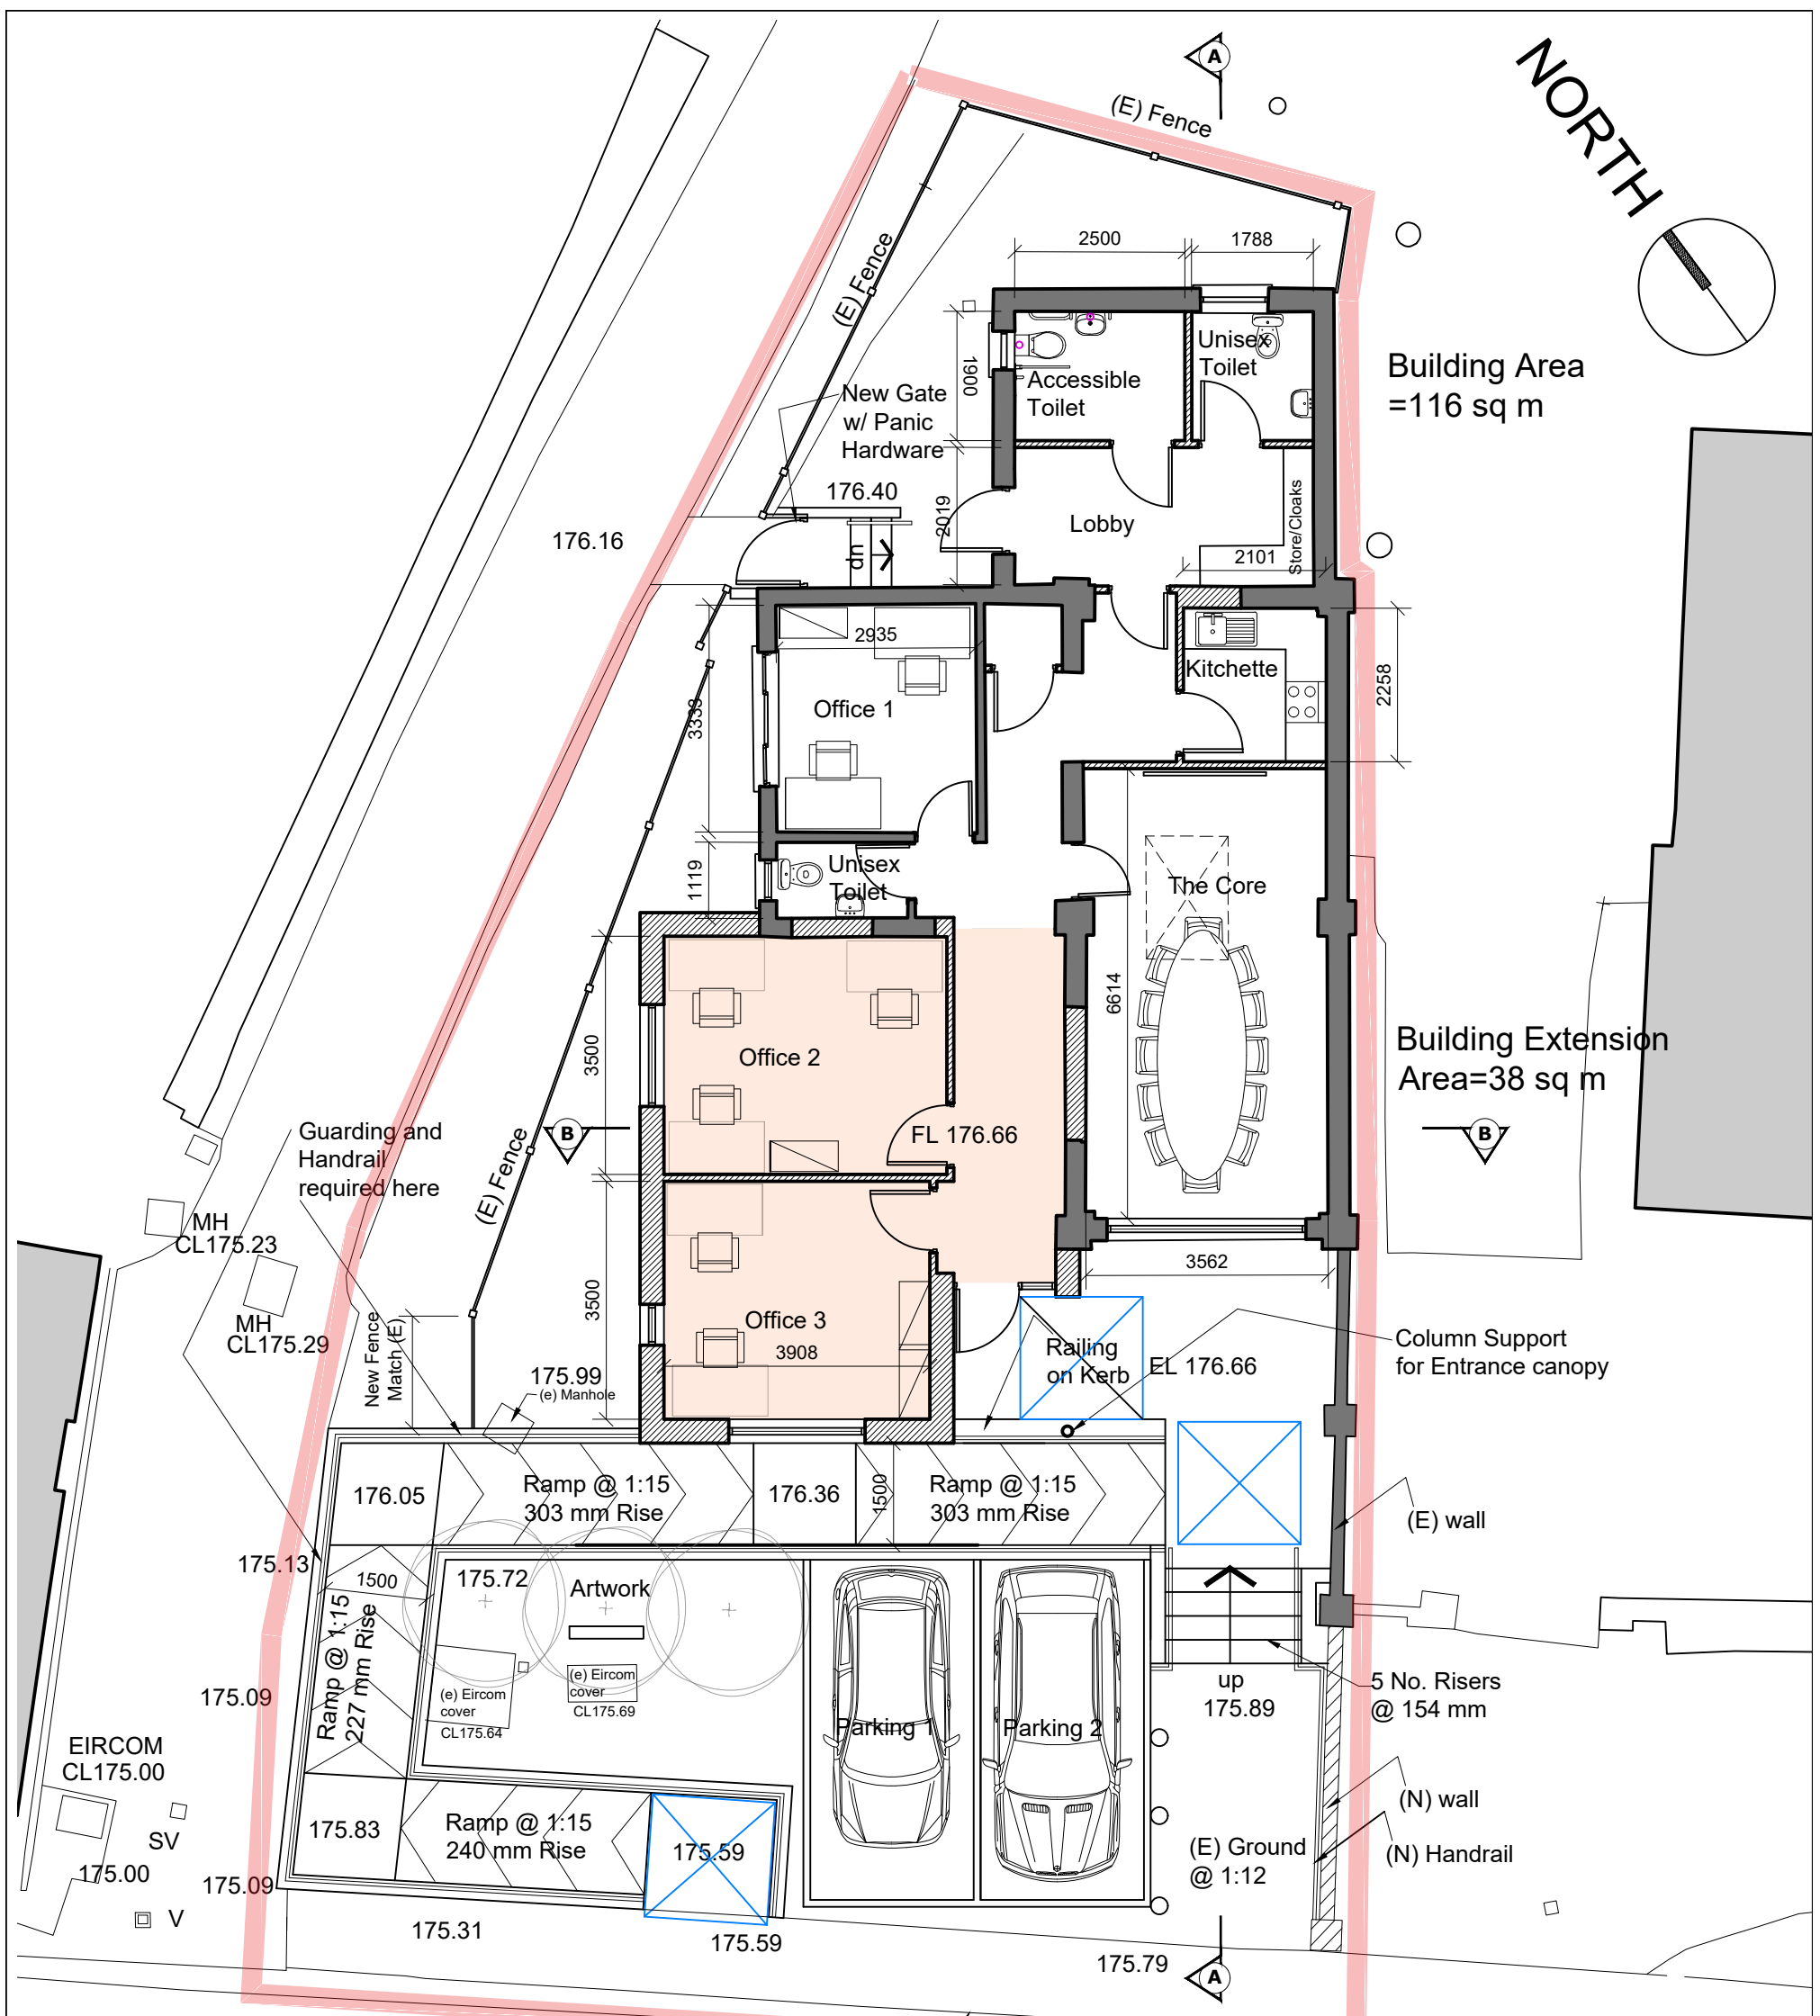 A
(E) Fence
NORTH
2500
1788
(E) Fence
Unisex
Toilet
1900
Accessible
Toilet
Building Area
=116 sq m
New Gate
w/ Panic
Hardware
176.40
2019
Lobby
Store/Cloaks
176.16
dn
2101
2935
Kitchette
2258
Office 1
3333
Unisex
Toilet
1119
The Core
6614
3500
Office 2
Building Extension
Area=38 sq m
FL 176.66
B
B
Guarding and
Handrail
required here
(E) Fence
MH
CL175.23
MH
CL175.29
3562
3500
Office 3
3908
Railing
on Kerb
EL 176.66
Column Support
for Entrance canopy
New Fence
Match (E)
175.99
(e) Manhole
176.05
Ramp @ 1:15
303 mm Rise
176.36
1500
Ramp @ 1:15
303 mm Rise
(E) wall
175.13
1500
175.72
Artwork
Ramp @ 1:15
227 mm Rise
175.09
(e) Eircom
cover
CL175.64
(e) Eircom
cover
CL175.69
Parking 1
Parking 2
up
175.89
5 No. Risers
@ 154 mm
EIRCOM
CL175.00
SV
175.00
175.09
V
175.83
Ramp @ 1:15
240 mm Rise
175.59
(E) Ground
@ 1:12
(N) wall
(N) Handrail
175.31
175.59
175.79
A